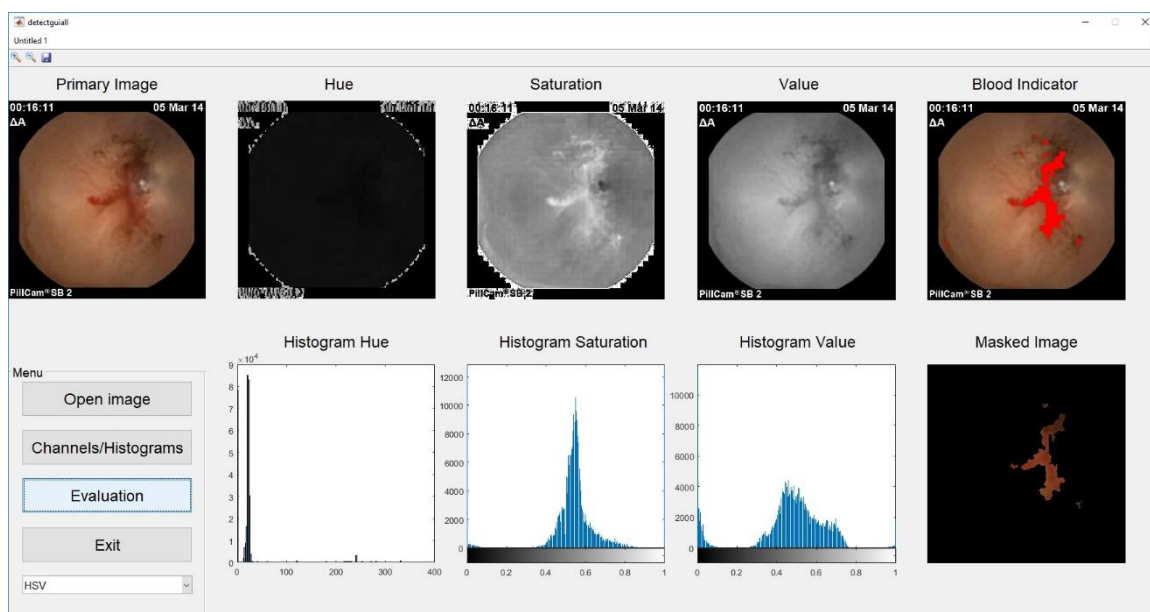 detectguiall
Untitled 1
Primary Image
Hue
Saturation
Value
Blood Indicator
00:16:11 05 Mar 14
ΔA
PillCam®SB 2
00:16:11 05 Mar 14
ΔA
PillCam®SB 2
00:16:11 05 Mar 14
ΔA
PillCam®SB 2
00:16:11 05 Mar 14
ΔA
PillCam®SB 2
Histogram Hue
Histogram Saturation
Histogram Value
Masked Image
Menu
Open image
Channels/Histograms
Evaluation
Exit
HSV
×10⁴
9
8
7
6
5
4
3
2
1
0
0 100 200 300 400
12000
10000
8000
6000
4000
2000
0
0 0.2 0.4 0.6 0.8 1
10000
8000
6000
4000
2000
0
0 0.2 0.4 0.6 0.8 1